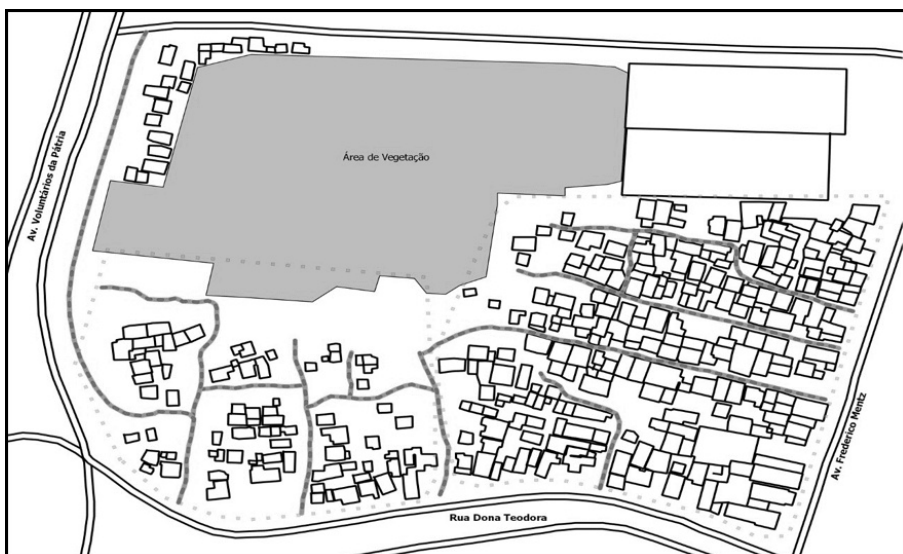 Área de Vegetação
Av. Voluntários da Pátria
Av. Frederico Mentz
Rua Dona Teodora